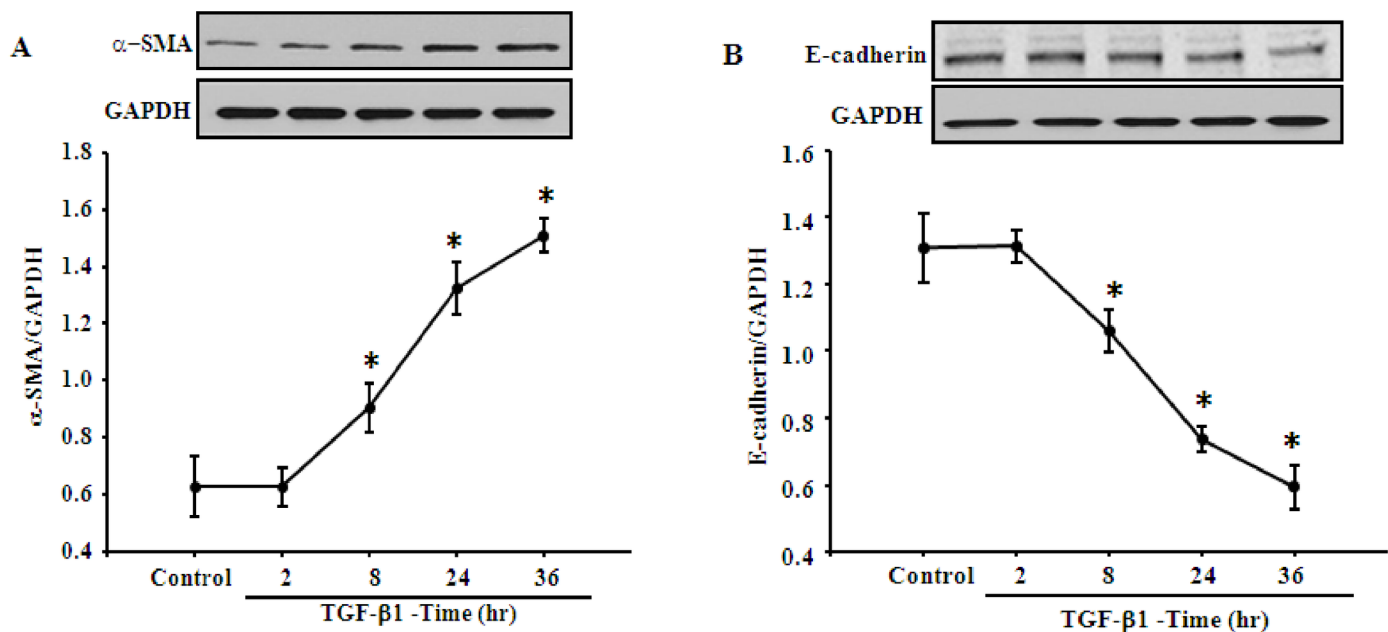 A
α-SMA
GAPDH
α-SMA/GAPDH
1.8
1.6
1.4
1.2
1.0
0.8
0.6
0.4
*
*
*
Control 2 8 24 36
TGF-β1 -Time (hr)
B
E-cadherin
GAPDH
E-cadherin/GAPDH
1.6
1.4
1.2
1.0
0.8
0.6
0.4
*
*
*
Control 2 8 24 36
TGF-β1 -Time (hr)